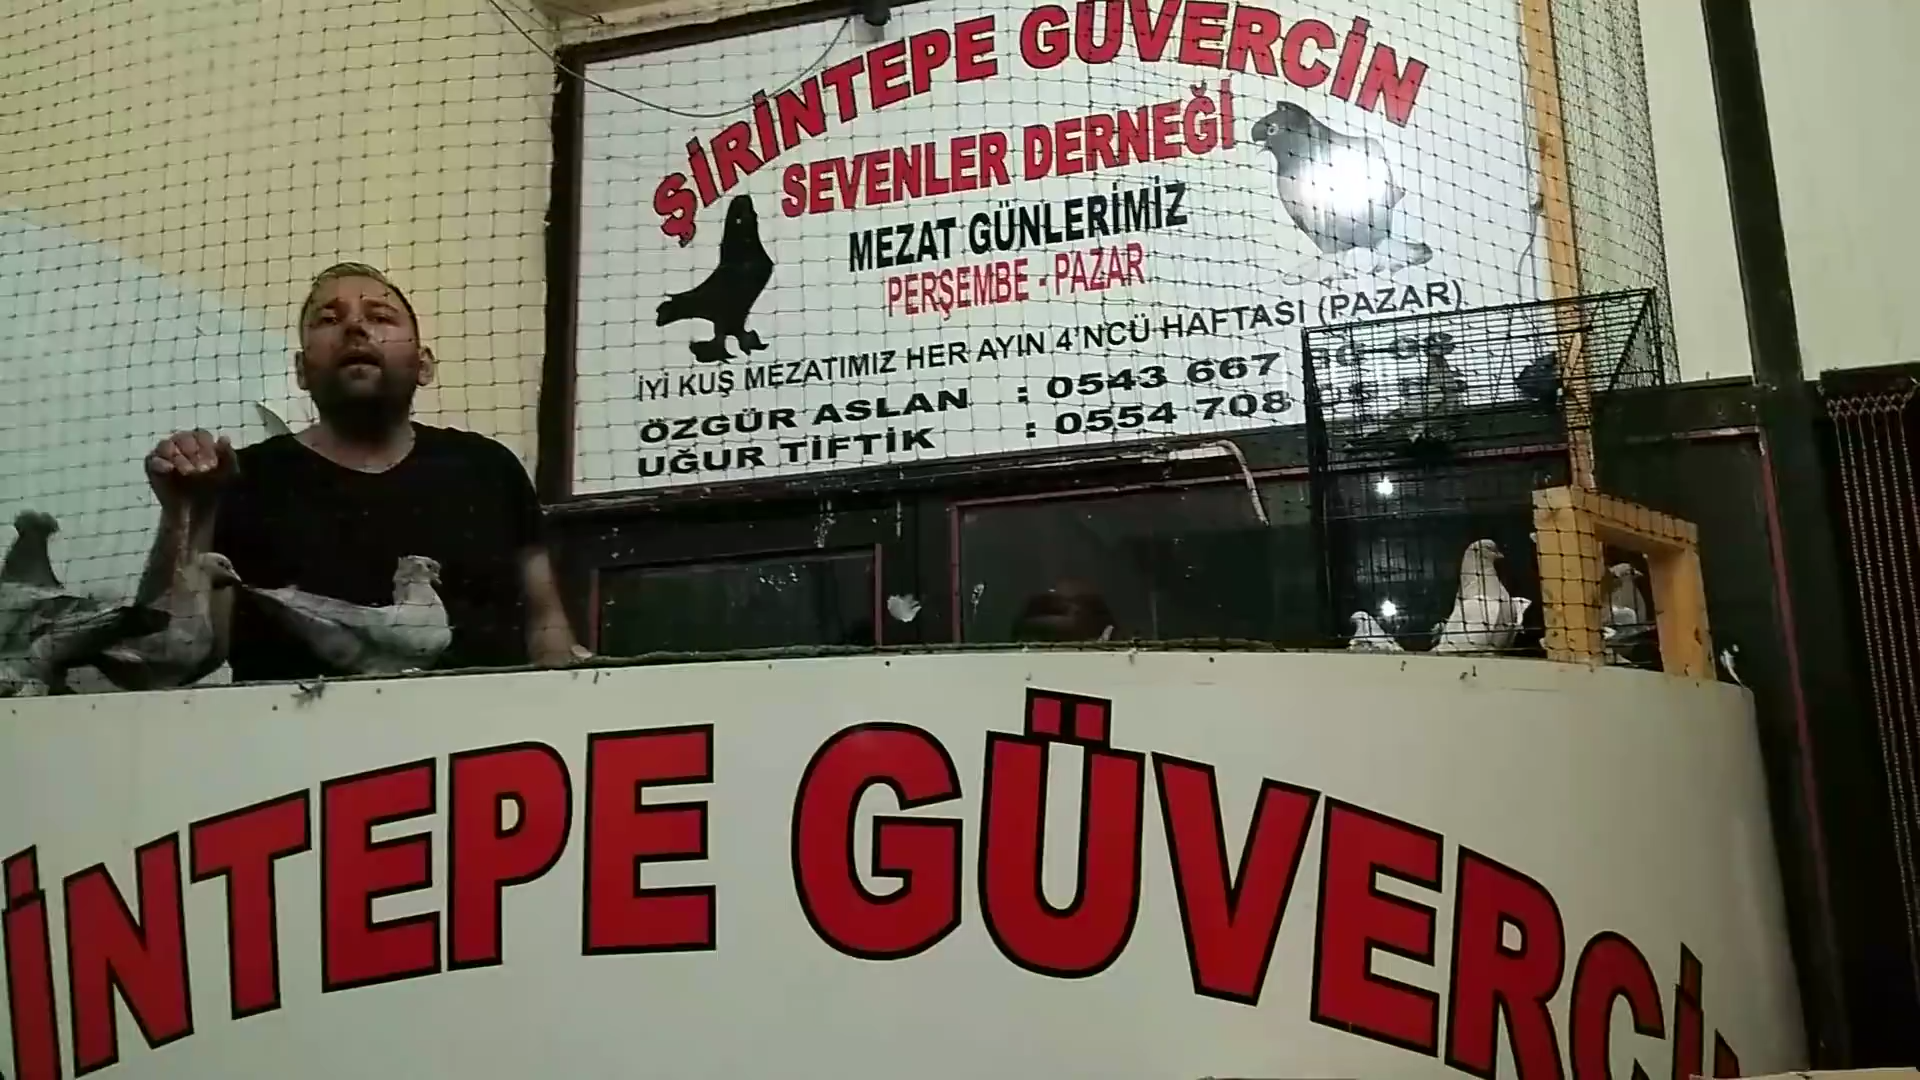 ŞİRİNTEPE GÜVERCİN
SEVENLER DERNEĞİ
MEZAT GÜNLERİMİZ
PERŞEMBE - PAZAR
İYİ KUŞ MEZATIMIZ HER AYIN 4'NCÜ HAFTASI (PAZAR)
ÖZGÜR ASLAN : 0543 667
UĞUR TİFTİK : 0554 708
İNTEPE GÜVERCİ